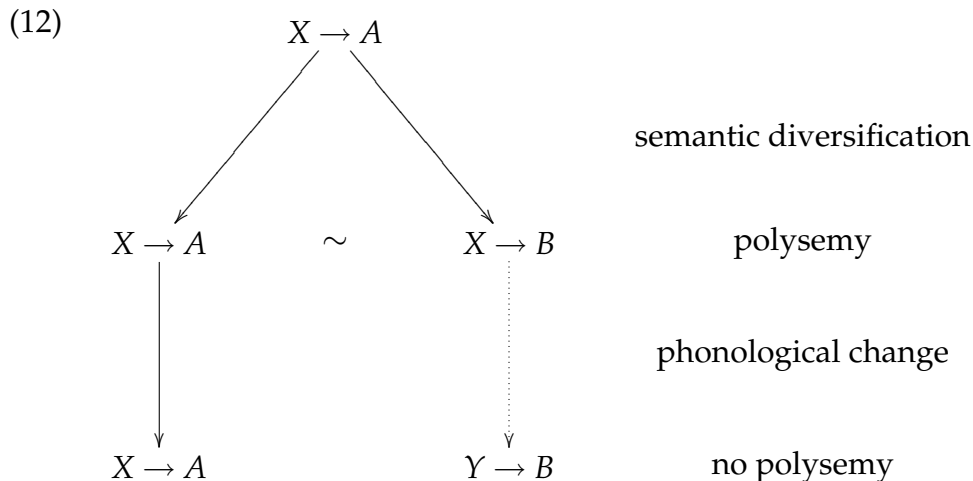 (12)
X → A
semantic diversification
X → A ∼ X → B polysemy
phonological change
X → A Y → B no polysemy